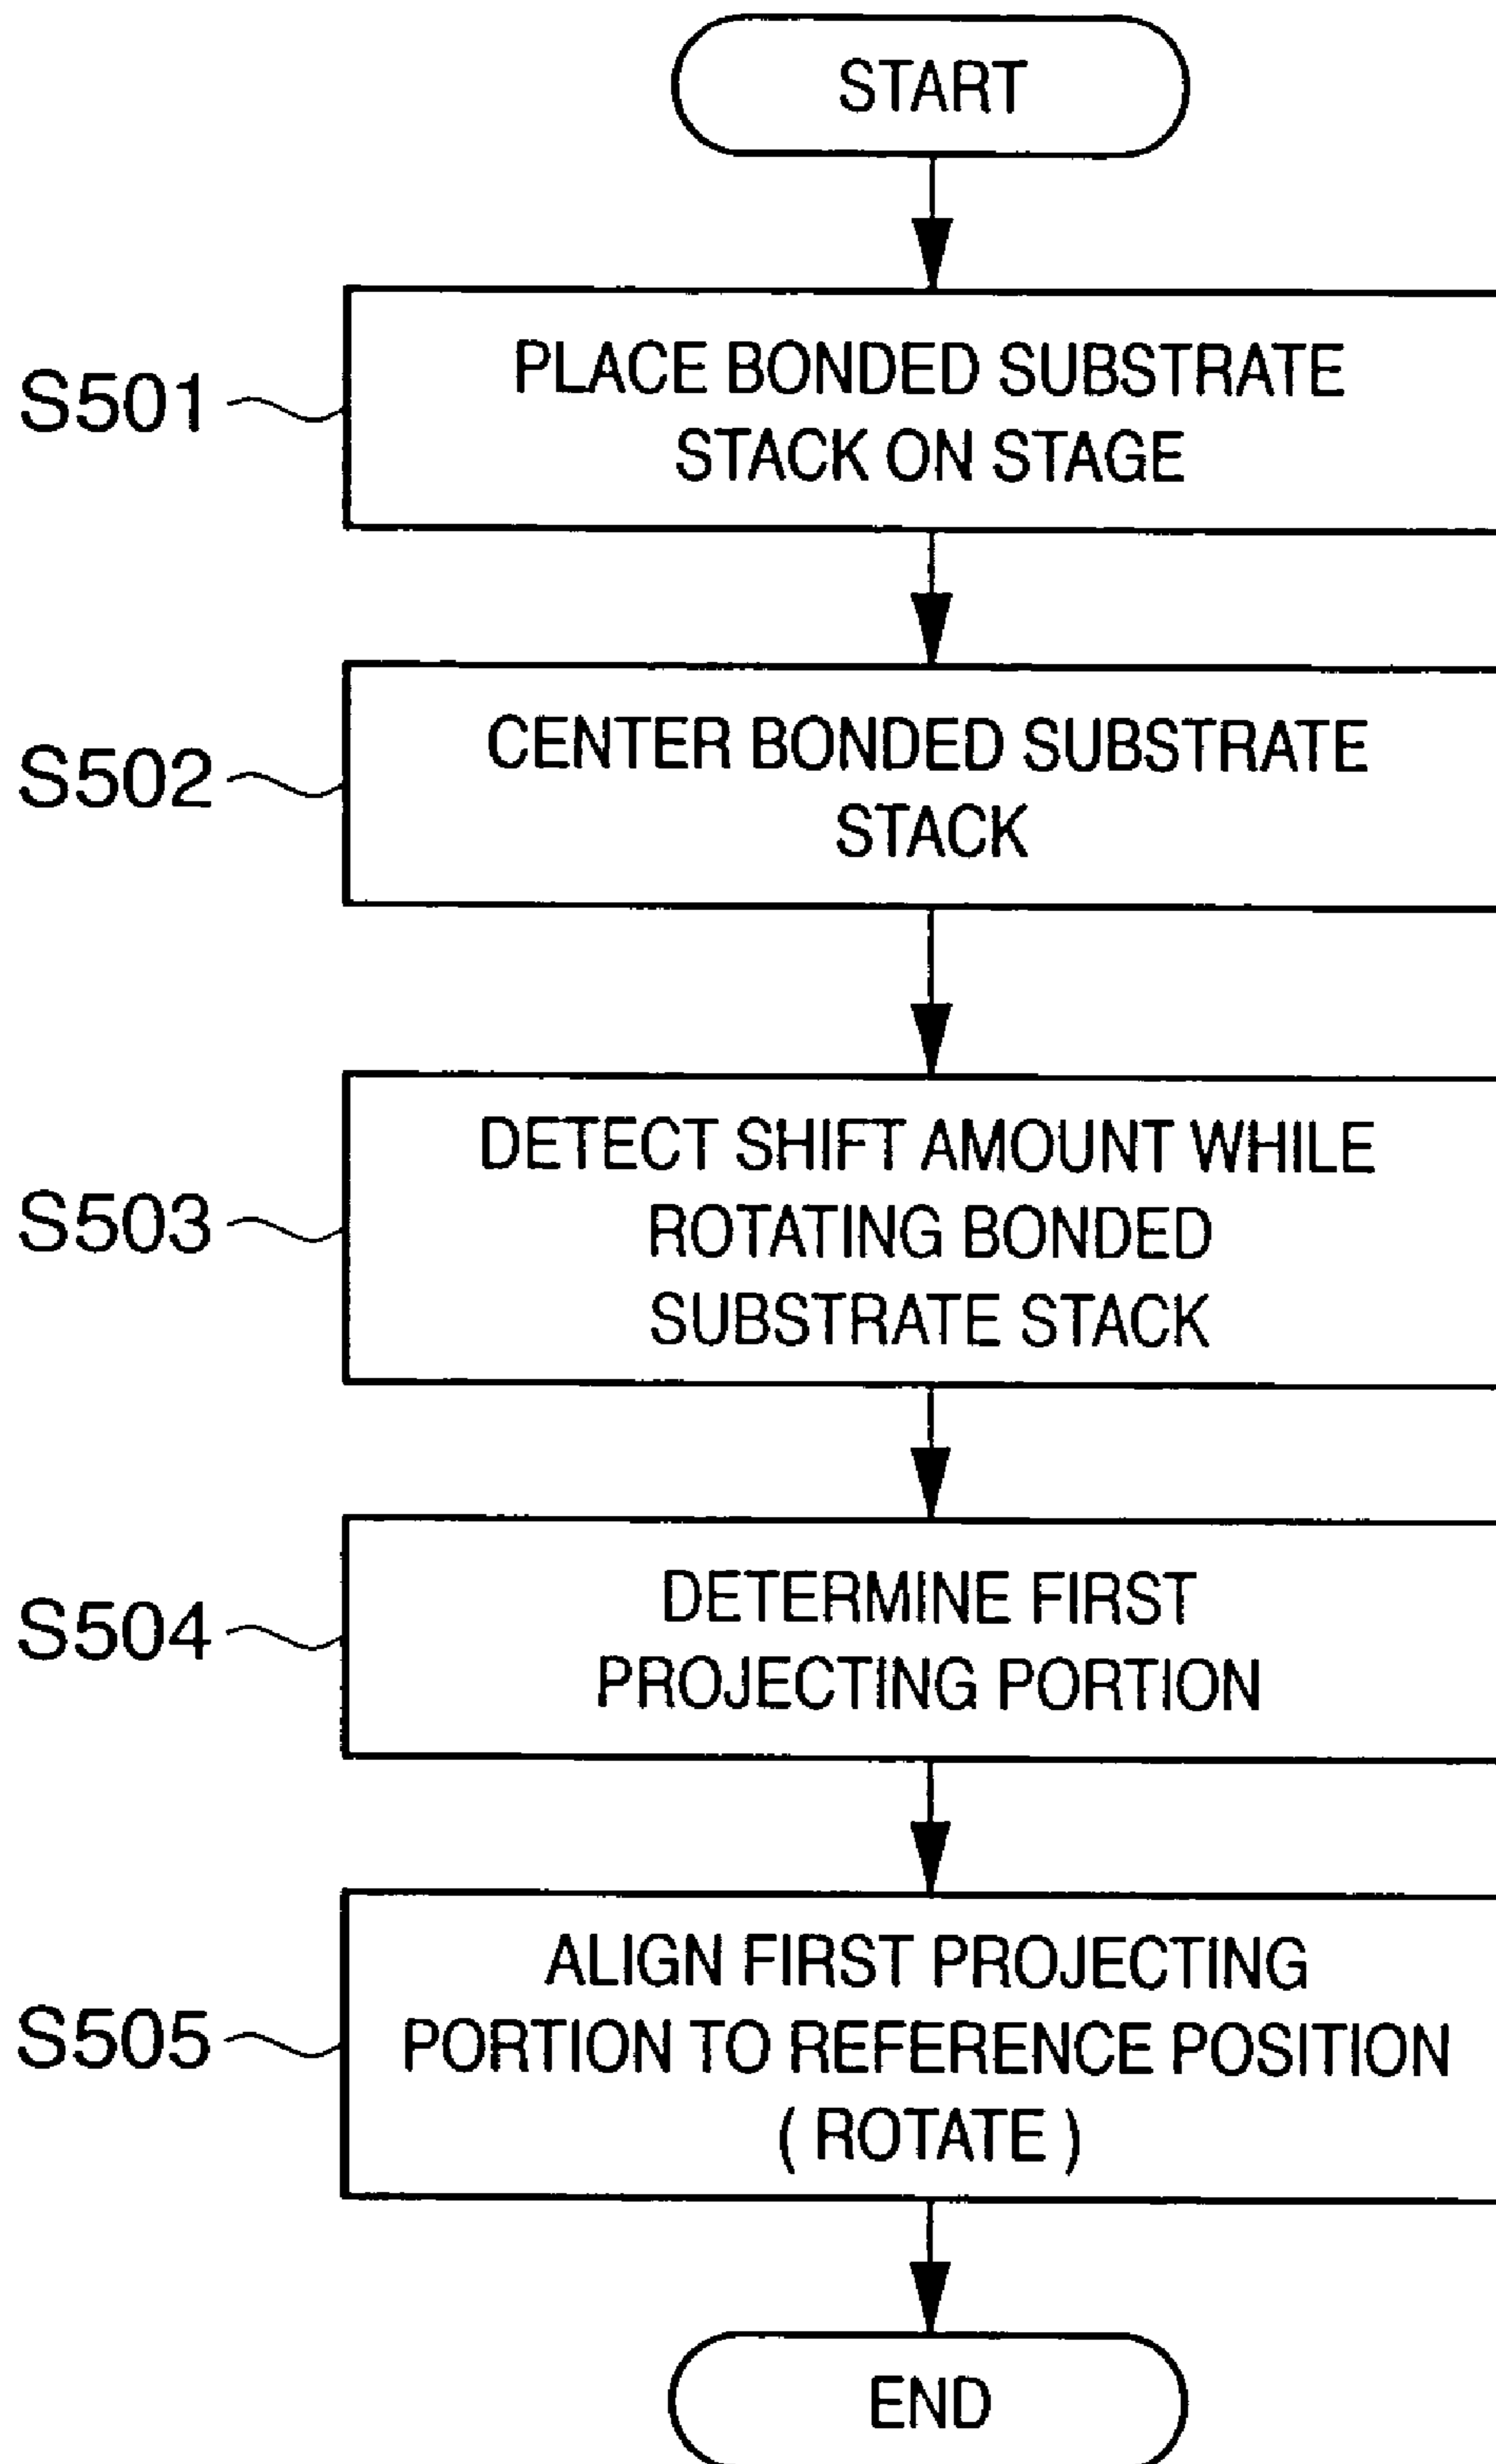 START
S501
PLACE BONDED SUBSTRATE
STACK ON STAGE
S502
CENTER BONDED SUBSTRATE
STACK
S503
DETECT SHIFT AMOUNT WHILE
ROTATING BONDED
SUBSTRATE STACK
S504
DETERMINE FIRST
PROJECTING PORTION
S505
ALIGN FIRST PROJECTING
PORTION TO REFERENCE POSITION
( ROTATE )
END